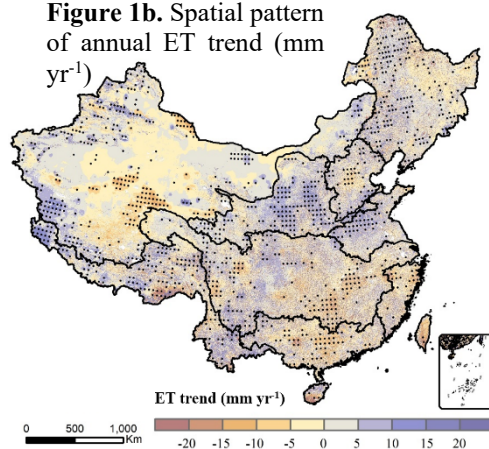 Figure 1b. Spatial pattern
of annual ET trend (mm
yr-1)
ET trend (mm yr-1)
0 500 1,000
Km
-20 -15 -10 -5 0 5 10 15 20